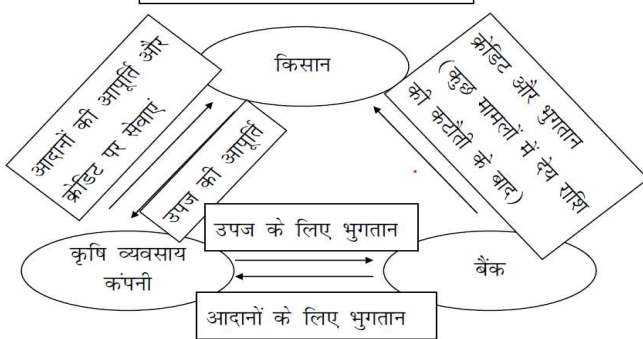 किसान
आदानों की आपूर्ति और
क्रेडिट पर सेवाएं
उपज की आपूर्ति
क्रेडिट और भुगतान
(कुछ मामलों में देय राशि
की कटौती के बाद)
उपज के लिए भुगतान
कृषि व्यवसाय
कंपनी
बैंक
आदानों के लिए भुगतान